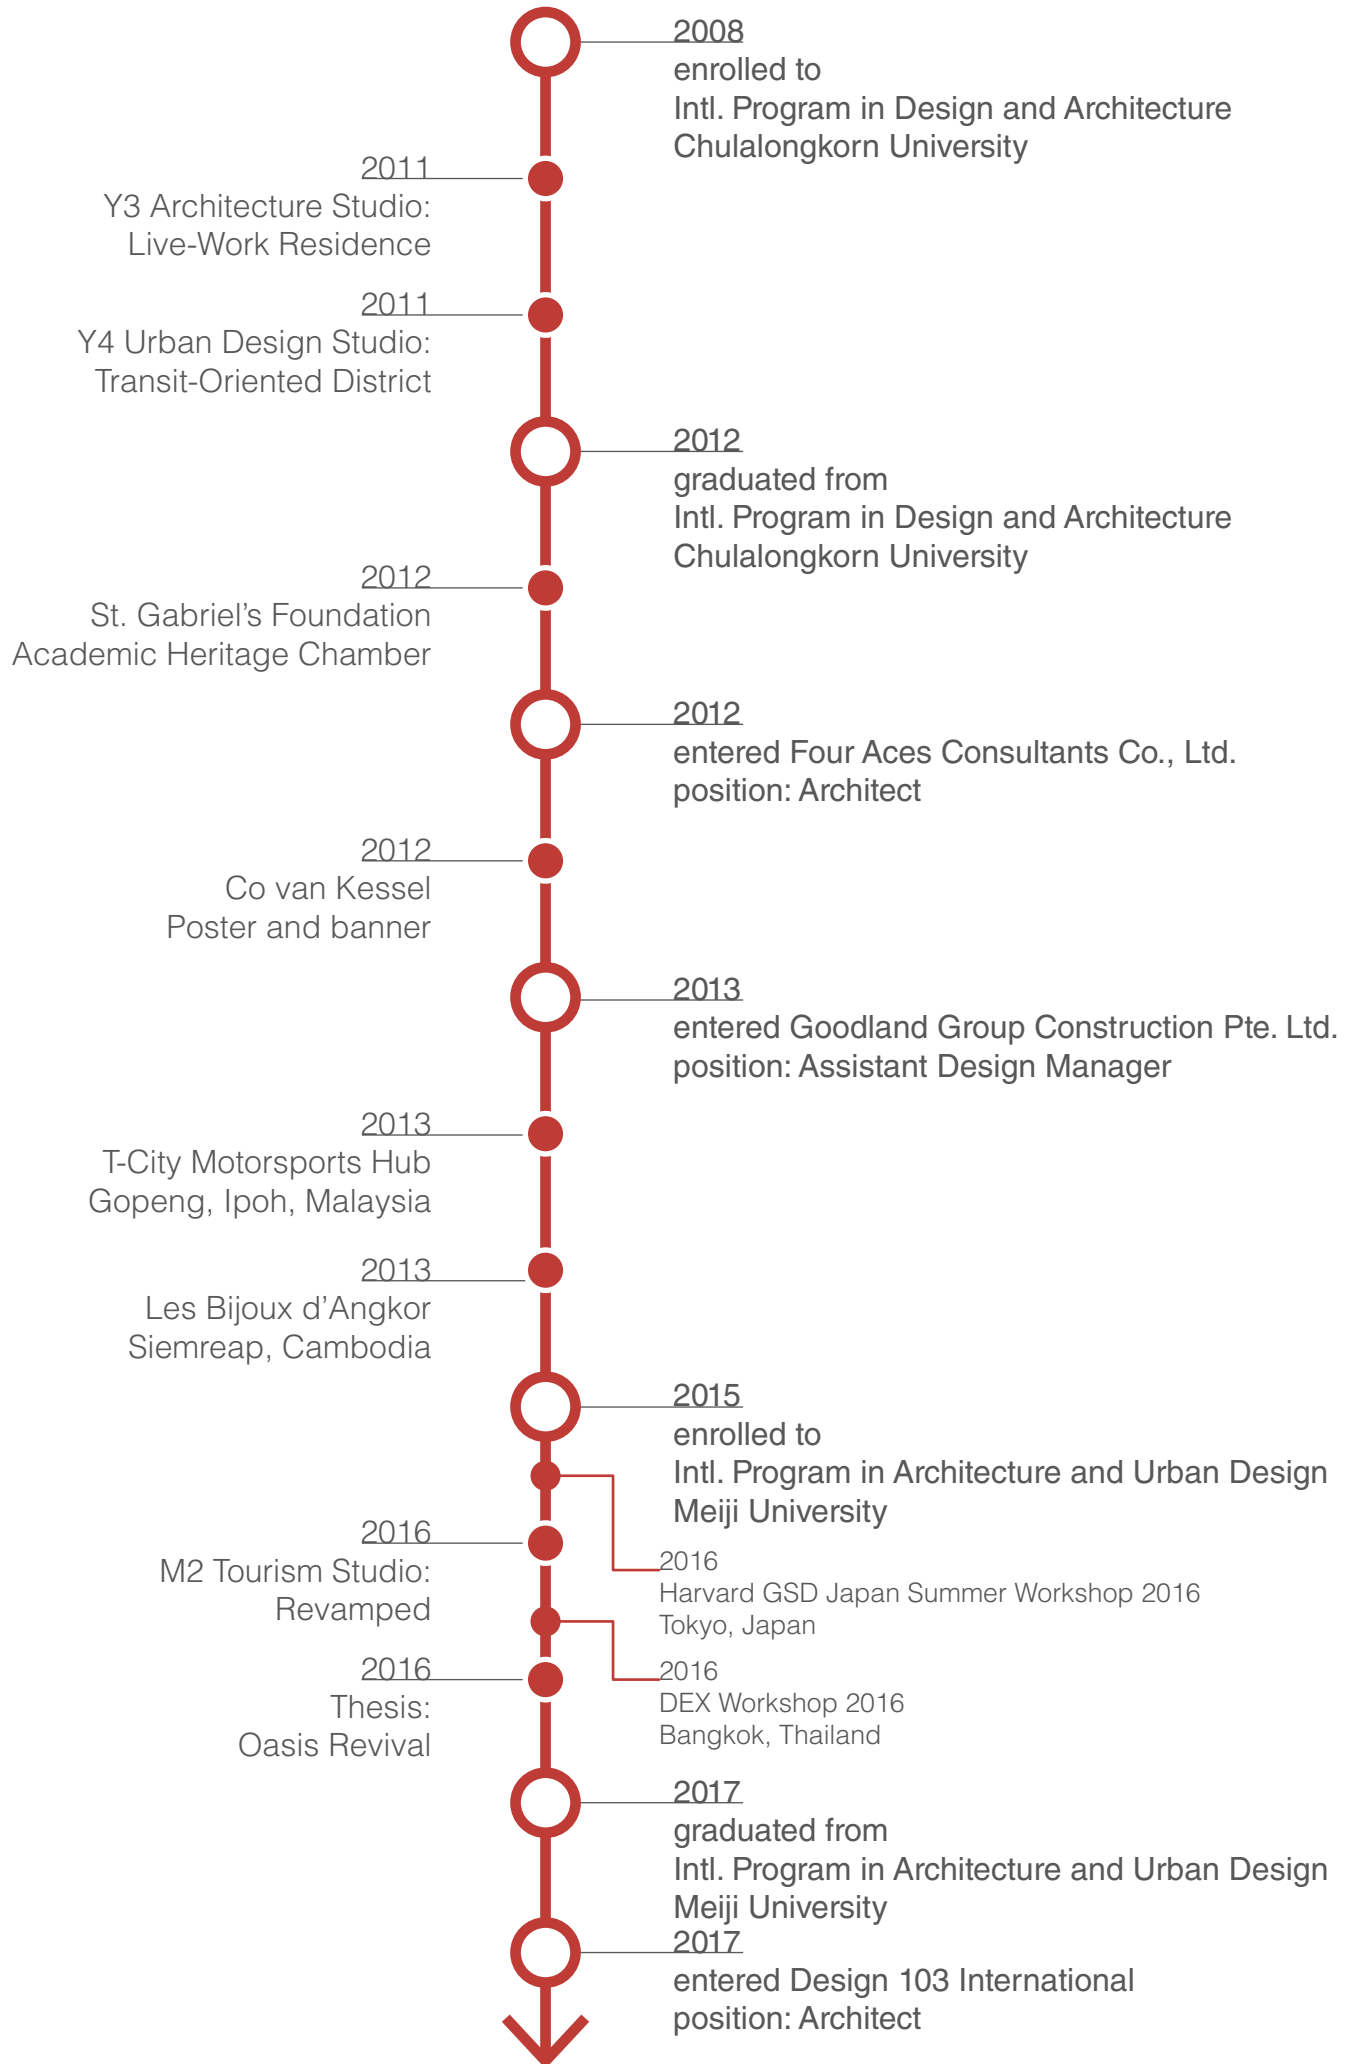 2008
enrolled to
Intl. Program in Design and Architecture
Chulalongkorn University
2011
Y3 Architecture Studio:
Live-Work Residence
2011
Y4 Urban Design Studio:
Transit-Oriented District
2012
graduated from
Intl. Program in Design and Architecture
Chulalongkorn University
2012
St. Gabriel’s Foundation
Academic Heritage Chamber
2012
entered Four Aces Consultants Co., Ltd.
position: Architect
2012
Co van Kessel
Poster and banner
2013
entered Goodland Group Construction Pte. Ltd.
position: Assistant Design Manager
2013
T-City Motorsports Hub
Gopeng, Ipoh, Malaysia
2013
Les Bijoux d’Angkor
Siemreap, Cambodia
2015
enrolled to
Intl. Program in Architecture and Urban Design
Meiji University
2016
M2 Tourism Studio:
Revamped
2016
Harvard GSD Japan Summer Workshop 2016
Tokyo, Japan
2016
Thesis:
Oasis Revival
2016
DEX Workshop 2016
Bangkok, Thailand
2017
graduated from
Intl. Program in Architecture and Urban Design
Meiji University
2017
entered Design 103 International
position: Architect